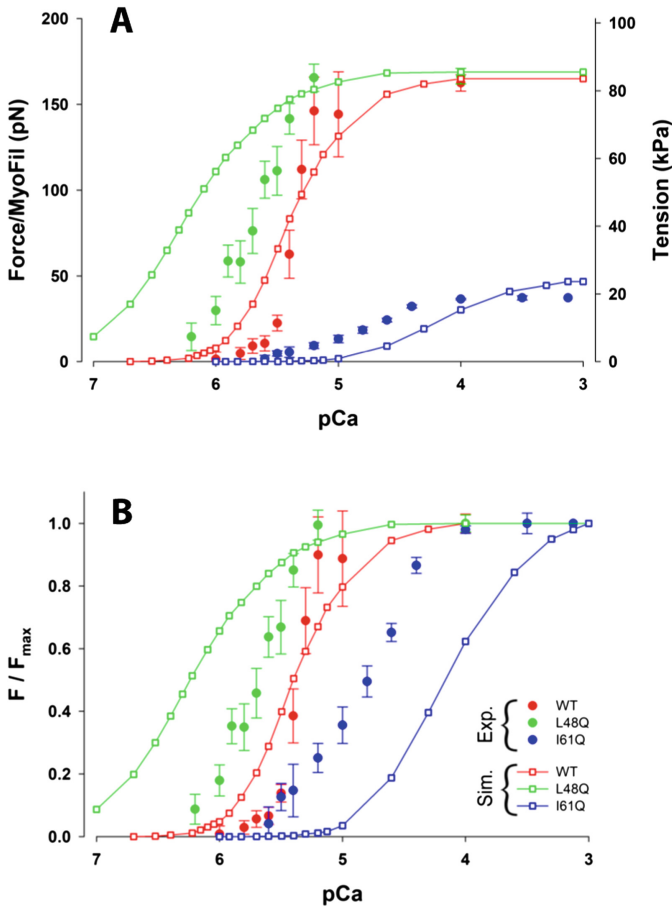 A
200
150
100
50
0
Force/MyoFil (pN)
100
80
60
40
20
0
Tension (kPa)
7 6 5 4 3
pCa
B
1.0
0.8
0.6
0.4
0.2
0.0
F / Fmax
7 6 5 4 3
pCa
Exp.
WT
L48Q
I61Q
Sim.
WT
L48Q
I61Q